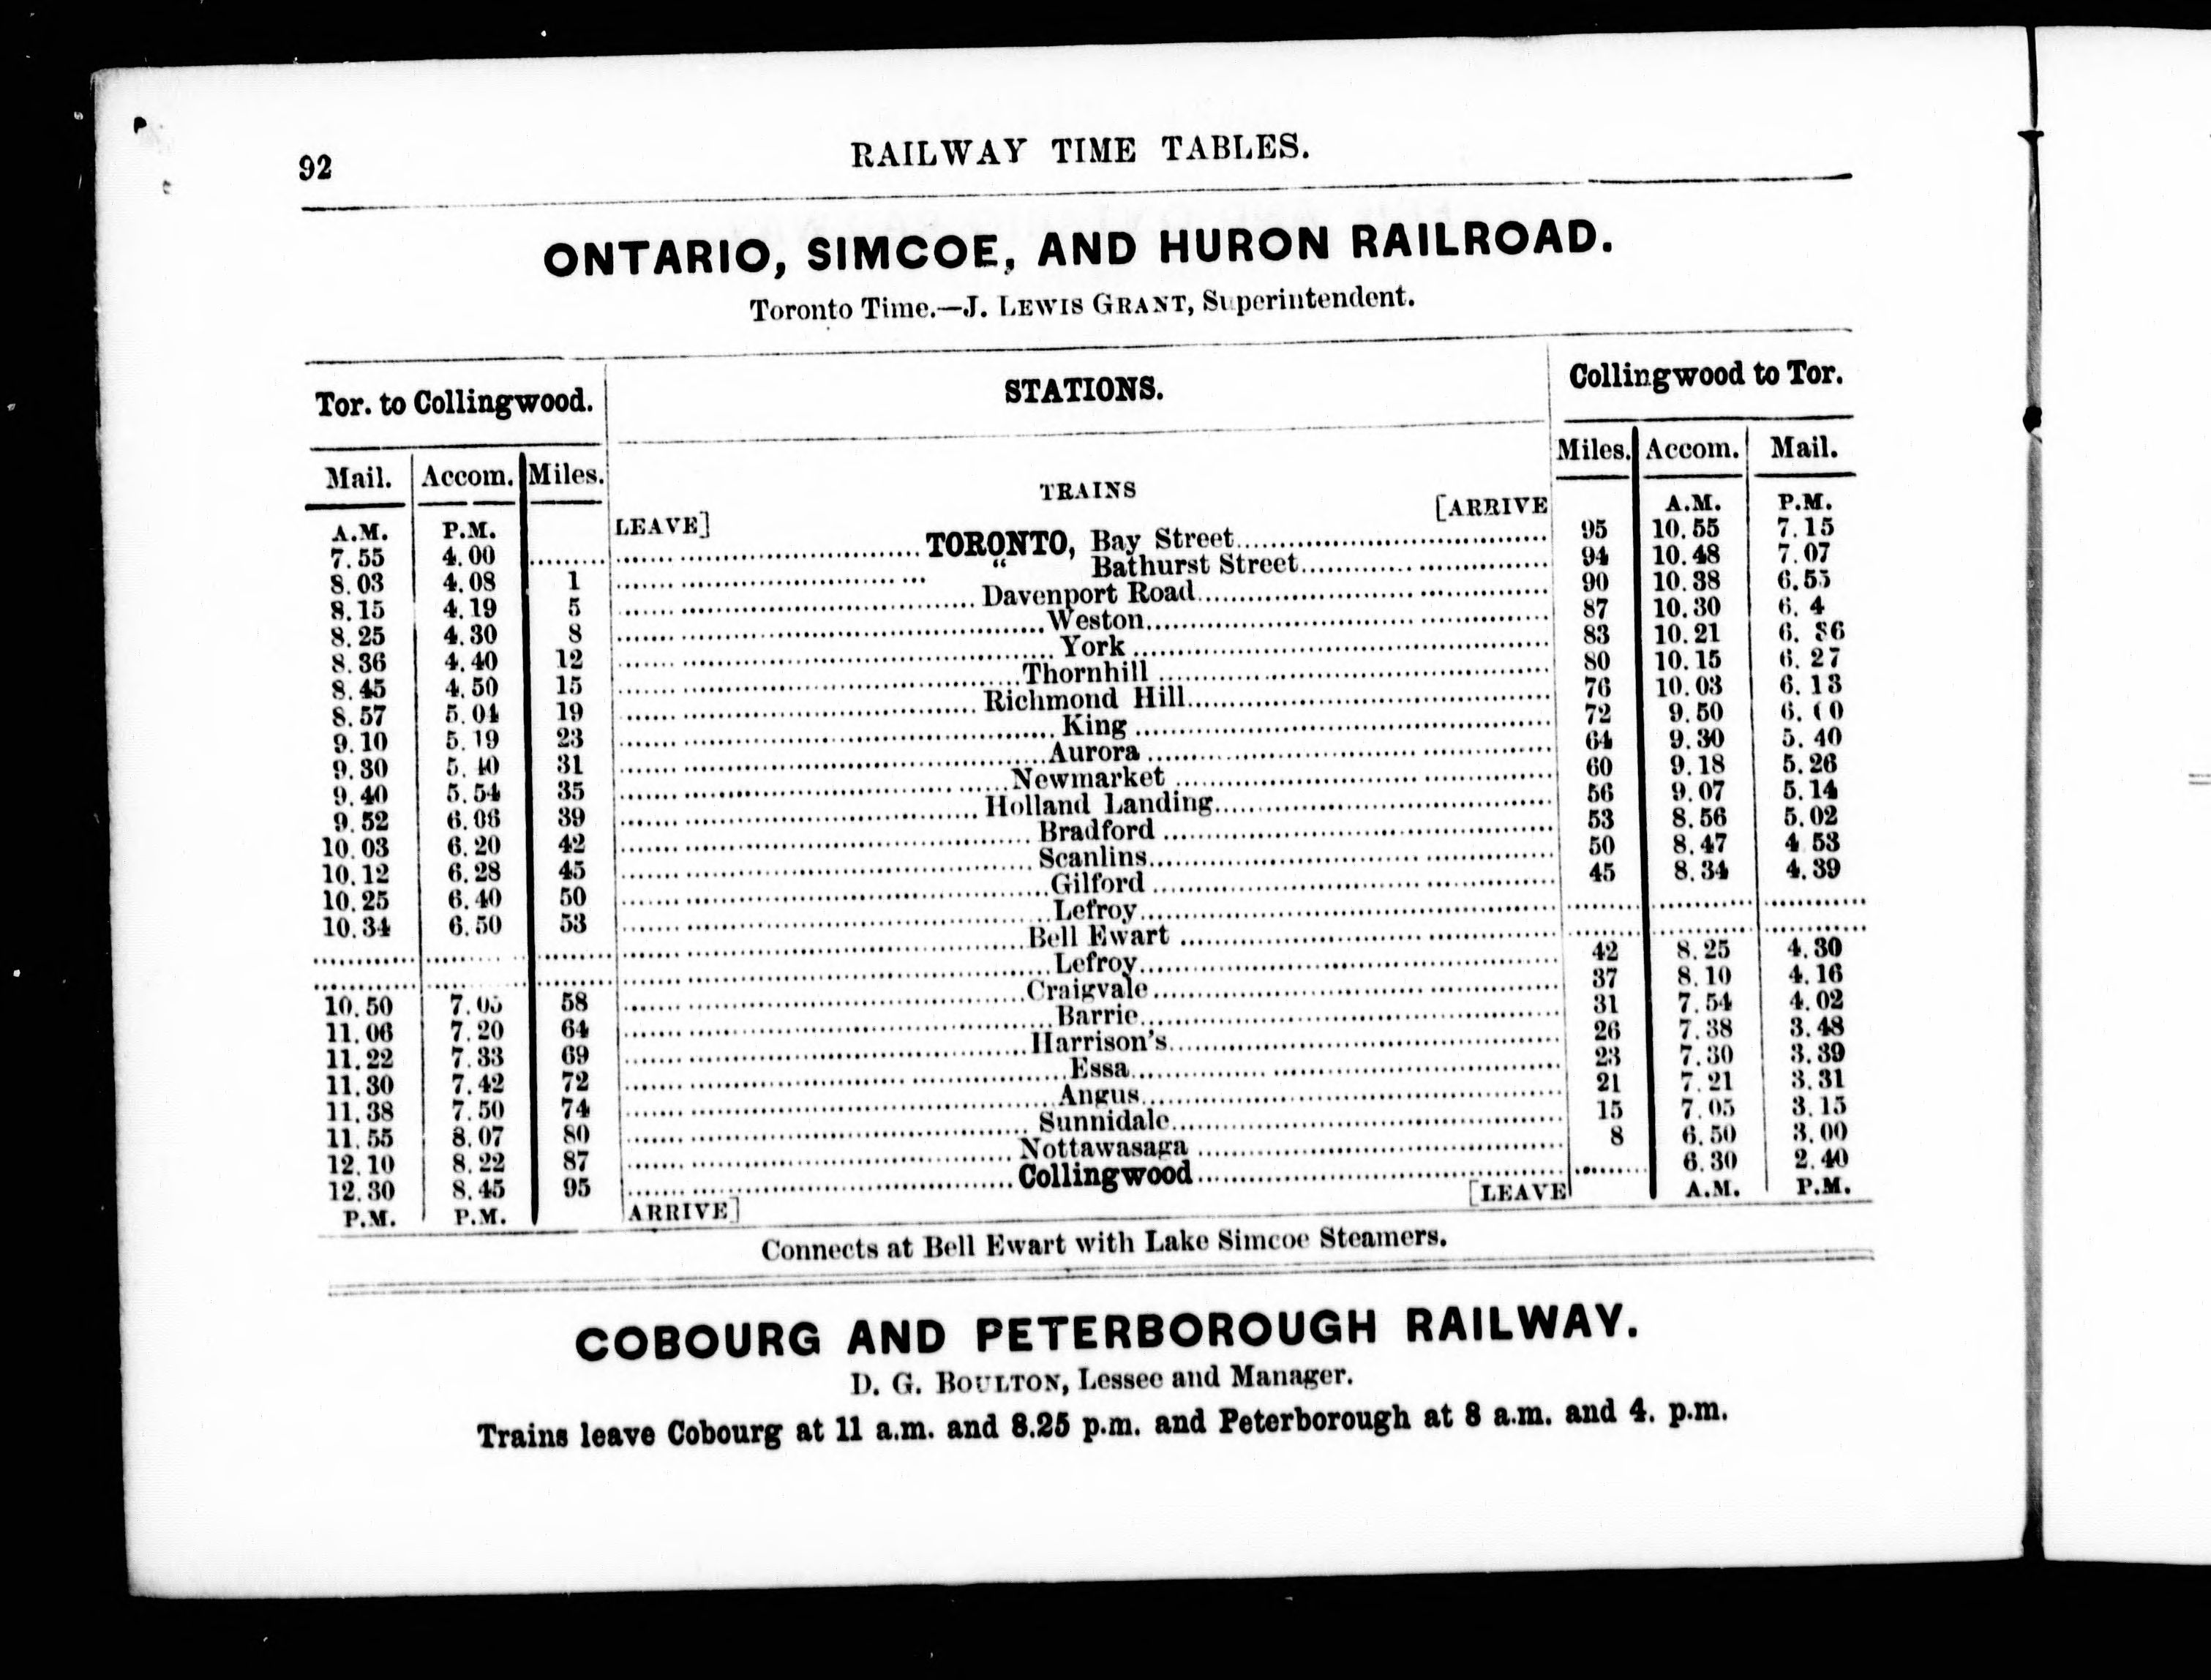 92
RAILWAY TIME TABLES.
ONTARIO, SIMCOE, AND HURON RAILROAD.
Toronto Time.—J. LEWIS GRANT, Superintendent.
Tor. to Collingwood. STATIONS. Collingwood to Tor.
Mail. Accom. Miles. TRAINS Miles. Accom. Mail.
A.M. P.M. LEAVE] [ARRIVE A.M. P.M.
7.55 4.00 TORONTO, Bay Street 95 10.55 7.15
8.03 4.08 1 " Bathurst Street 94 10.48 7.07
8.15 4.19 5 Davenport Road 90 10.38 6.55
8.25 4.30 8 Weston 87 10.30 6. 4
8.36 4.40 12 York 83 10.21 6.36
8.45 4.50 15 Thornhill 80 10.15 6.27
8.57 5.04 19 Richmond Hill 76 10.03 6.13
9.10 5.19 23 King 72 9.50 6.00
9.30 5.40 31 Aurora 64 9.30 5.40
9.40 5.54 35 Newmarket 60 9.18 5.26
9.52 6.06 39 Holland Landing 56 9.07 5.14
10.03 6.20 42 Bradford 53 8.56 5.02
10.12 6.28 45 Scanlins 50 8.47 4 53
10.25 6.40 50 Gilford 45 8.34 4.39
10.34 6.50 53 Lefroy
Bell Ewart
Lefroy 42 8.25 4.30
10.50 7.05 58 Craigvale 37 8.10 4.16
11.06 7.20 64 Barrie 31 7.54 4.02
11.22 7.33 69 Harrison's 26 7.38 3.48
11.30 7.42 72 Essa 23 7.30 3.39
11.38 7.50 74 Angus 21 7.21 3.31
11.55 8.07 80 Sunnidale 15 7.05 3.15
12.10 8.22 87 Nottawasaga 8 6.50 3.00
12.30 8.45 95 Collingwood 6.30 2.40
P.M. P.M. ARRIVE] [LEAVE A.M. P.M.
Connects at Bell Ewart with Lake Simcoe Steamers.
COBOURG AND PETERBOROUGH RAILWAY.
D. G. BOULTON, Lessee and Manager.
Trains leave Cobourg at 11 a.m. and 8.25 p.m. and Peterborough at 8 a.m. and 4. p.m.